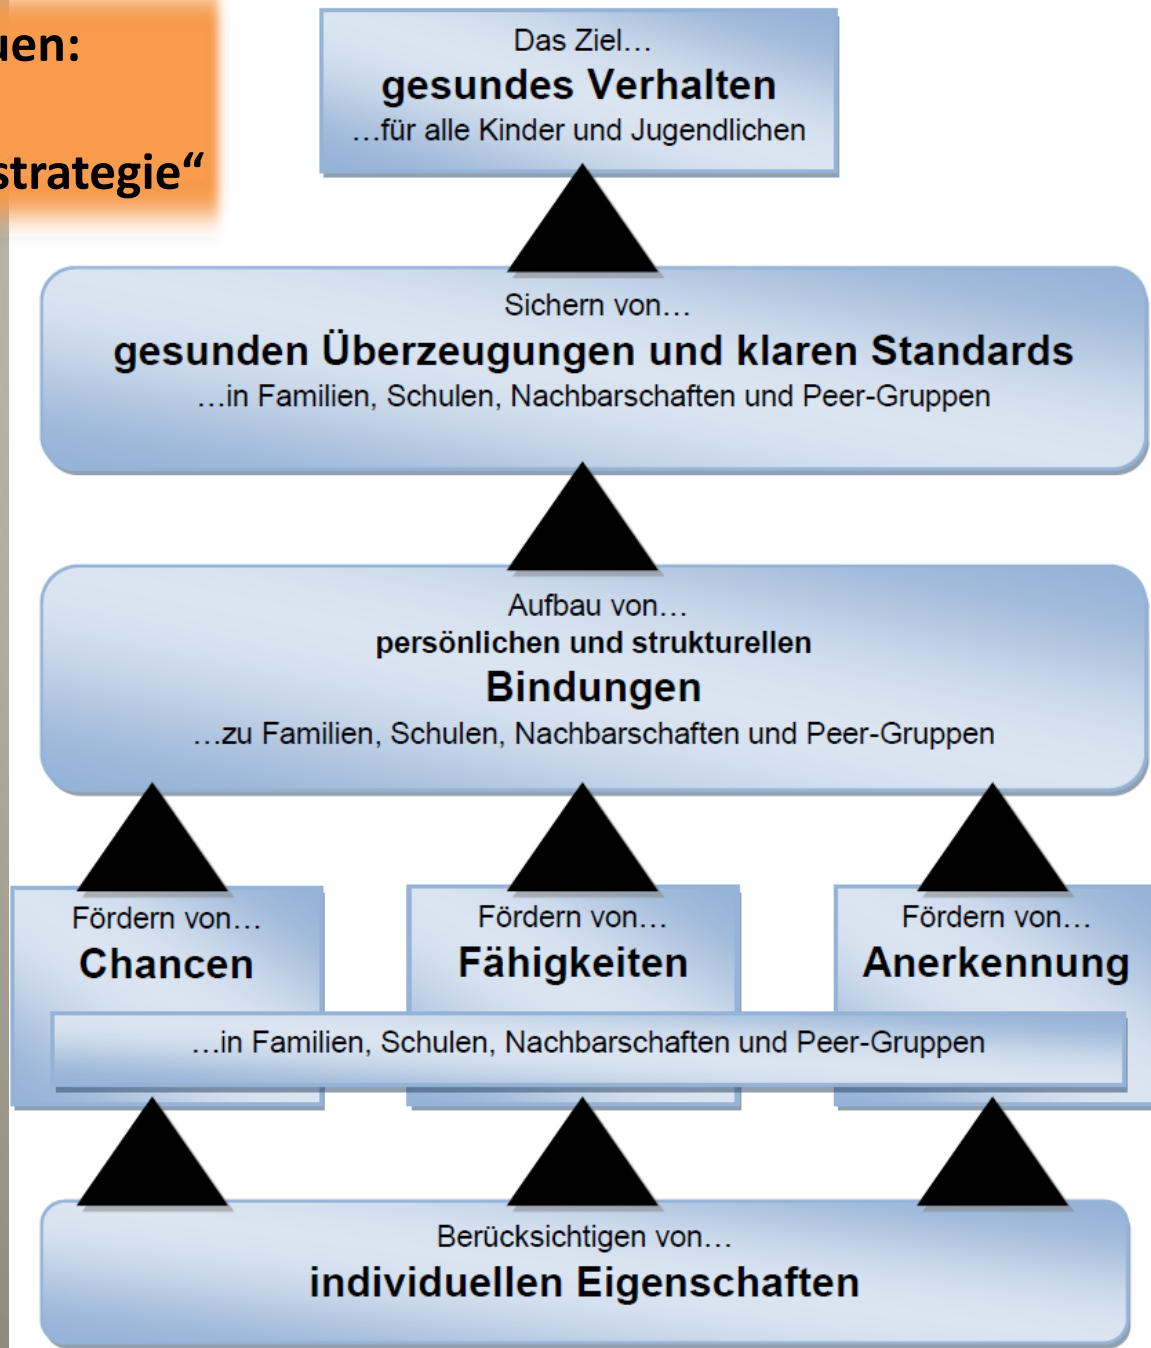 uen:
strategie“
Das Ziel…
gesundes Verhalten
…für alle Kinder und Jugendlichen
Sichern von…
gesunden Überzeugungen und klaren Standards
…in Familien, Schulen, Nachbarschaften und Peer-Gruppen
Aufbau von…
persönlichen und strukturellen
Bindungen
…zu Familien, Schulen, Nachbarschaften und Peer-Gruppen
Fördern von…
Chancen
Fördern von…
Fähigkeiten
Fördern von…
Anerkennung
…in Familien, Schulen, Nachbarschaften und Peer-Gruppen
Berücksichtigen von…
individuellen Eigenschaften